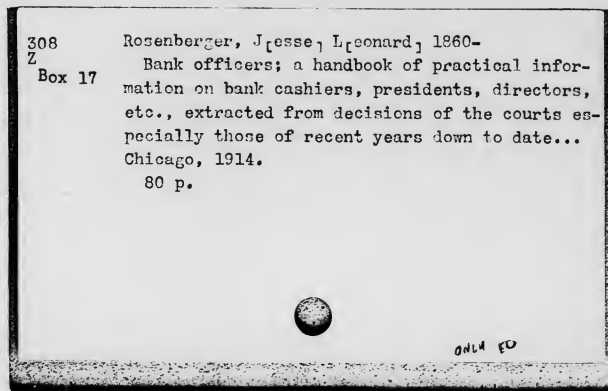 308 Rosenberger, J[esse] L[eonard] 1860-
Z Bank officers; a handbook of practical infor-
Box 17 mation on bank cashiers, presidents, directors,
etc., extracted from decisions of the courts es-
pecially those of recent years down to date...
Chicago, 1914.
80 p.
ONLY ED